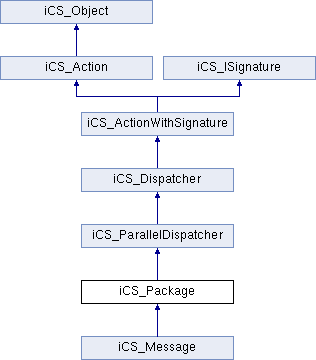 iCS_Object
iCS_Action
iCS_ISignature
iCS_ActionWithSignature
iCS_Dispatcher
iCS_ParallelDispatcher
iCS_Package
iCS_Message